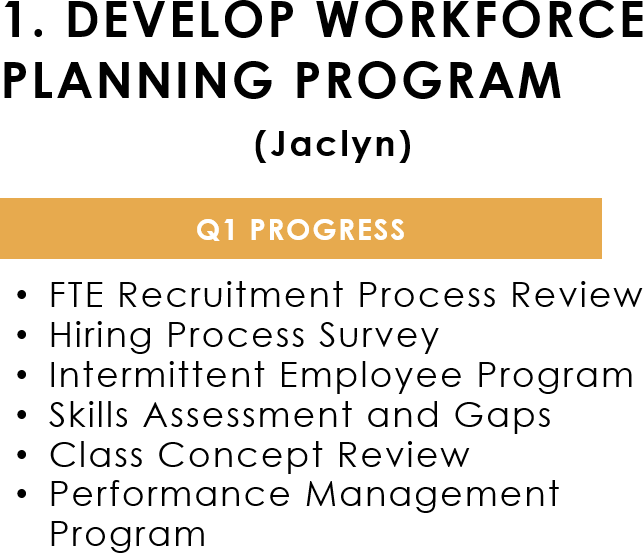 1. DEVELOP WORKFORCE
PLANNING PROGRAM
(Jaclyn)
Q1 PROGRESS
• FTE Recruitment Process Review
• Hiring Process Survey
• Intermittent Employee Program
• Skills Assessment and Gaps
• Class Concept Review
• Performance Management
Program